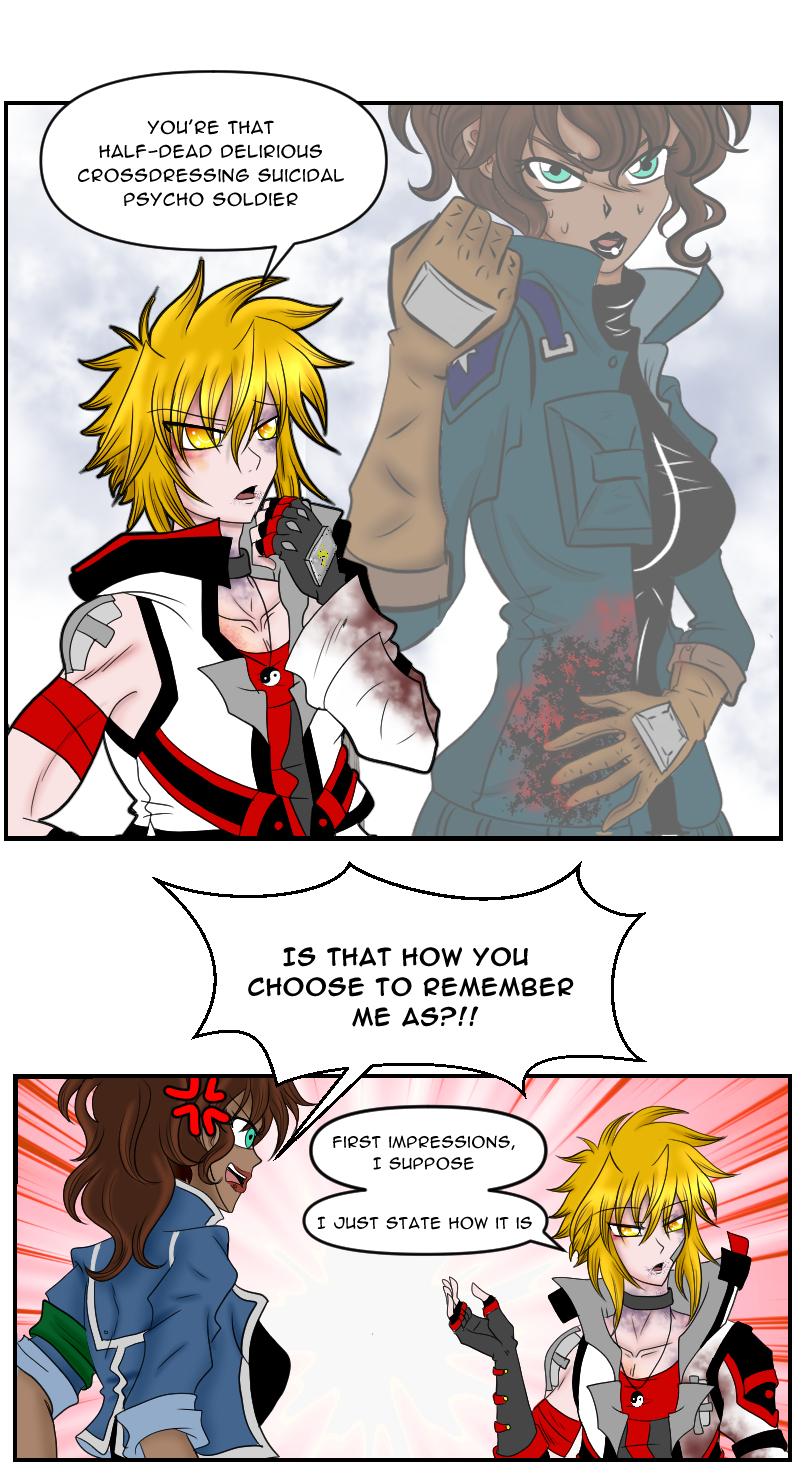 YOU'RE THAT
HALF-DEAD DELIRIOUS
CROSSDRESSING SUICIDAL
PSYCHO SOLDIER
IS THAT HOW YOU
CHOOSE TO REMEMBER
ME AS?!!
FIRST IMPRESSIONS,
I SUPPOSE
I JUST STATE HOW IT IS